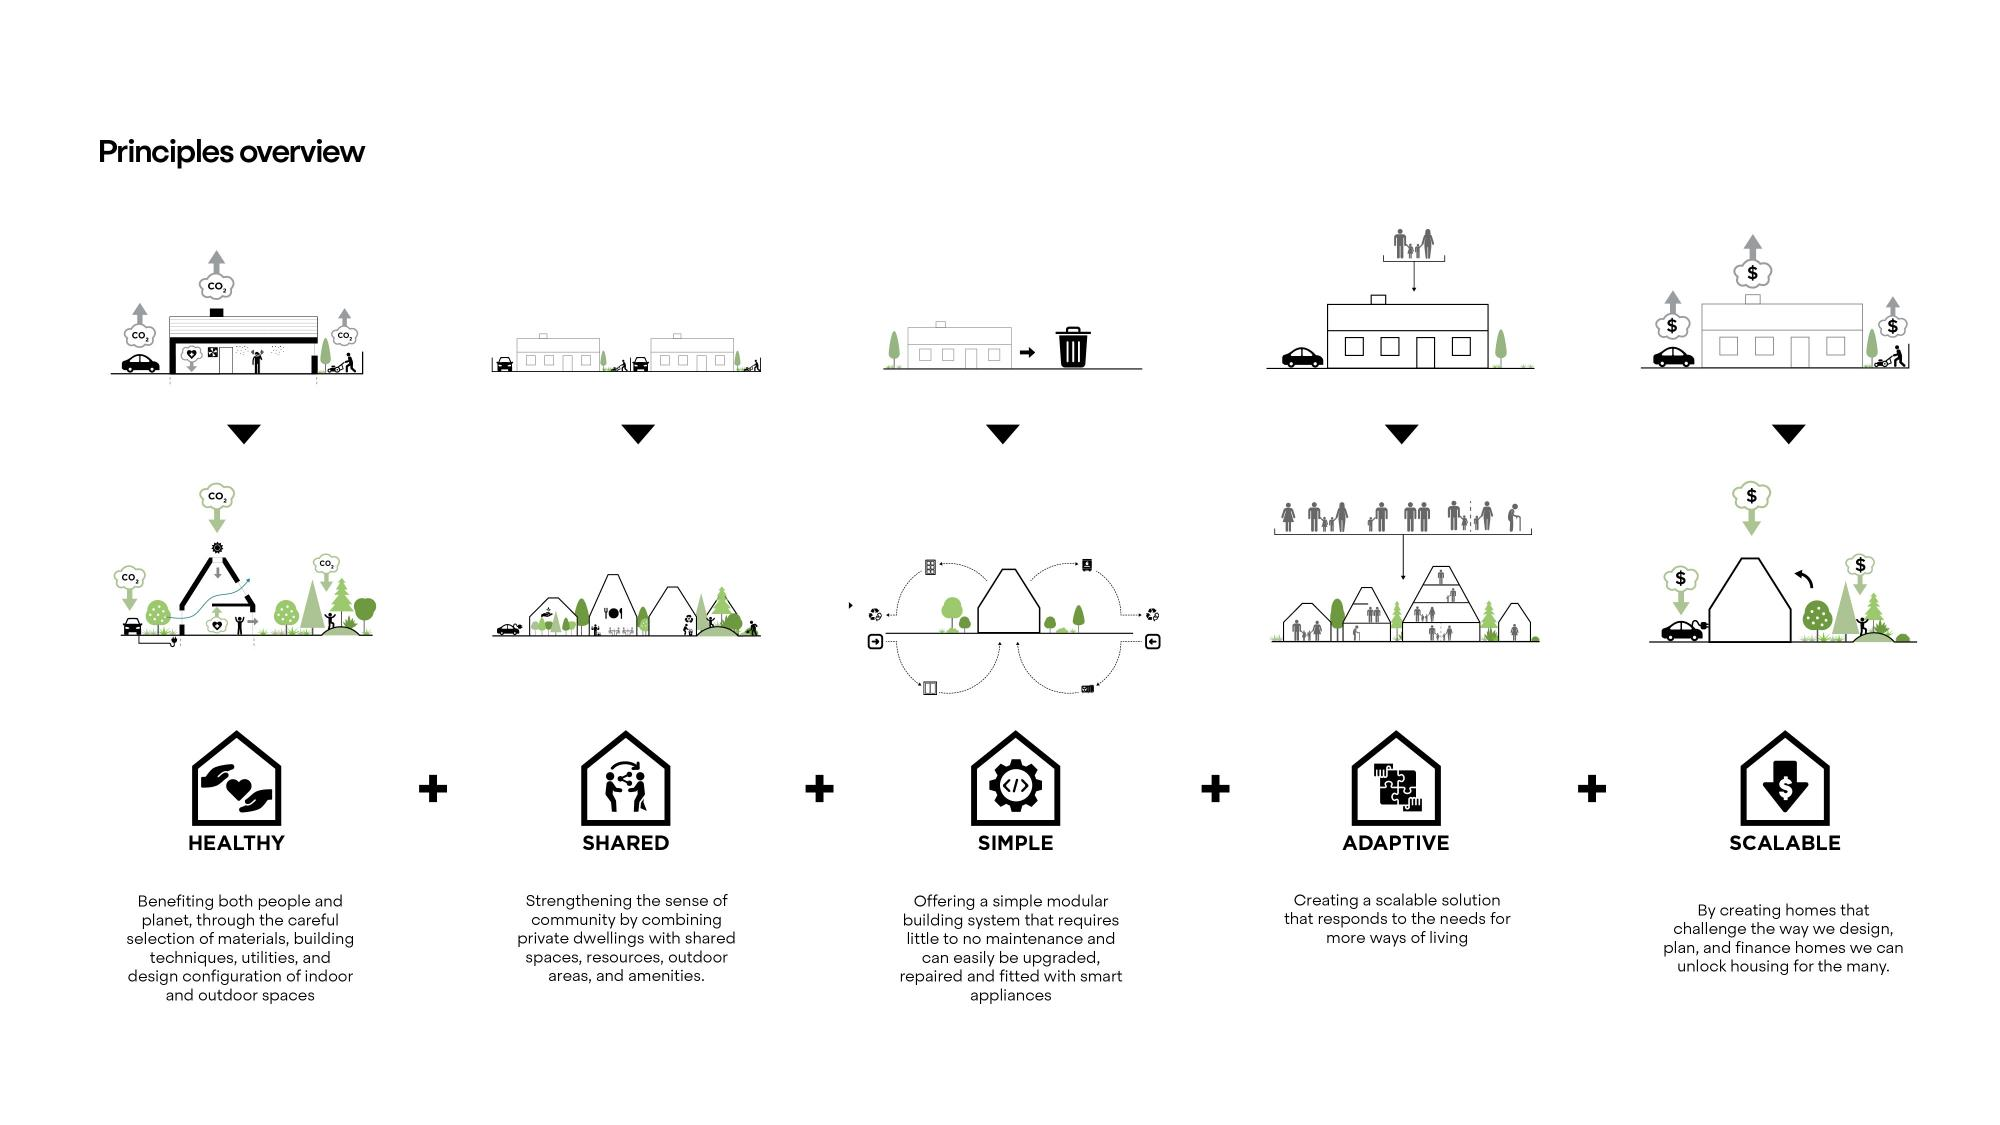 Principles overview
CO2
CO2
CO2
$
$
$
CO2
CO2
CO2
$
$
$
</>
$
HEALTHY
SHARED
SIMPLE
ADAPTIVE
SCALABLE
Benefiting both people and
planet, through the careful
selection of materials, building
techniques, utilities, and
design configuration of indoor
and outdoor spaces
Strengthening the sense of
community by combining
private dwellings with shared
spaces, resources, outdoor
areas, and amenities.
Offering a simple modular
building system that requires
little to no maintenance and
can easily be upgraded,
repaired and fitted with smart
appliances
Creating a scalable solution
that responds to the needs for
more ways of living
By creating homes that
challenge the way we design,
plan, and finance homes we can
unlock housing for the many.